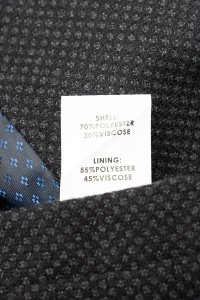 SHELL:
70%POLYESTER
30%VISCOSE
LINING:
55%POLYESTER
45%VISCOSE